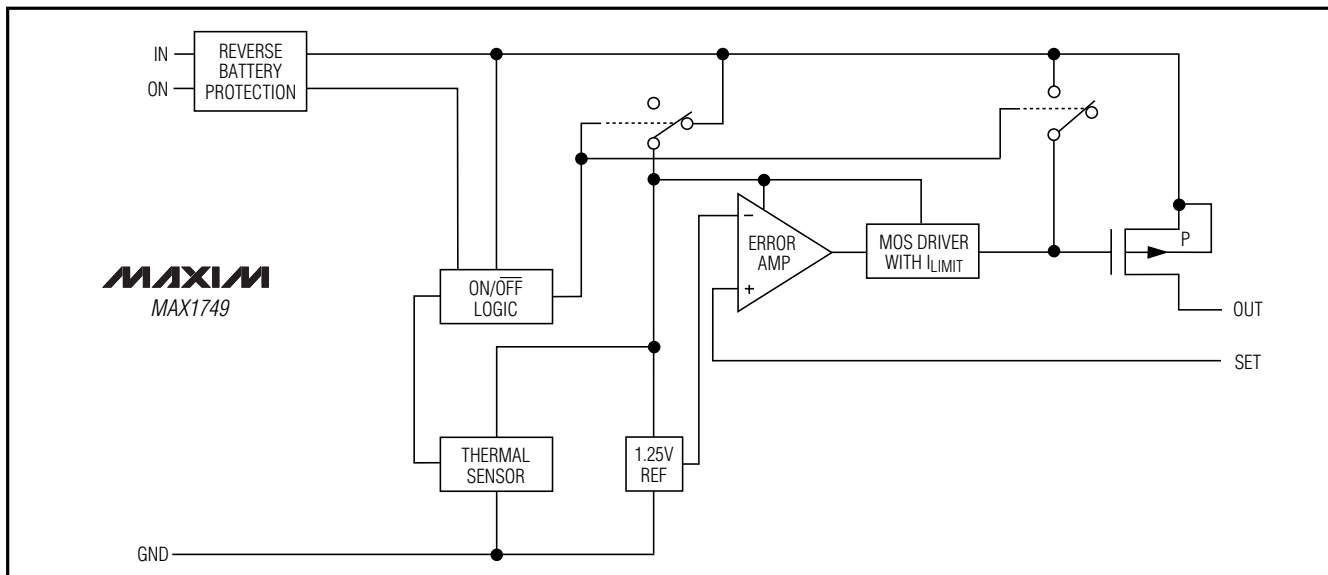 IN
ON
REVERSE
BATTERY
PROTECTION
MAXIM
MAX1749
ON/OFF
LOGIC
−
ERROR
AMP
+
MOS DRIVER
WITH ILIMIT
P
OUT
SET
THERMAL
SENSOR
1.25V
REF
GND